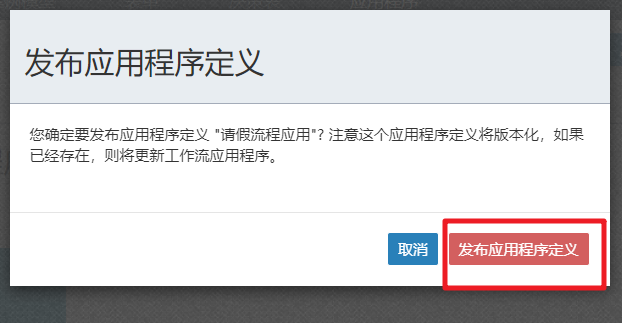 发布应用程序定义
您确定要发布应用程序定义 "请假流程应用"? 注意这个应用程序定义将版本化，如果
已经存在，则将更新工作流应用程序。
取消 发布应用程序定义